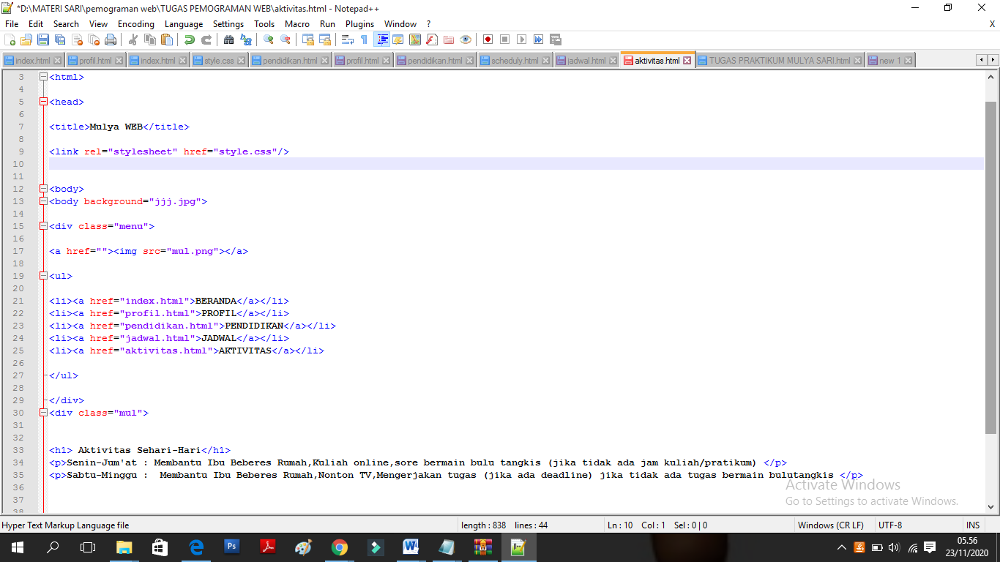 *D:\MATERI SARI\pemograman web\TUGAS PEMOGRAMAN WEB\aktivitas.html - Notepad++
File Edit Search View Encoding Language Settings Tools Macro Run Plugins Window ? X
index.html profil.html index.html style.css pendidikan.html profil.html pendidikan.html scheduly.html jadwal.html aktivitas.html TUGAS PRAKTIKUM MULYA SARI.html new 1
3 <html>
4
5 <head>
6
7 <title>Mulya WEB</title>
8
9 <link rel="stylesheet" href="style.css"/>
10
11
12 <body>
13 <body background="jjj.jpg">
14
15 <div class="menu">
16
17 <a href=""><img src="mul.png"></a>
18
19 <ul>
20
21 <li><a href="index.html">BERANDA</a></li>
22 <li><a href="profil.html">PROFIL</a></li>
23 <li><a href="pendidikan.html">PENDIDIKAN</a></li>
24 <li><a href="jadwal.html">JADWAL</a></li>
25 <li><a href="aktivitas.html">AKTIVITAS</a></li>
26
27 </ul>
28
29 </div>
30 <div class="mul">
31
32
33 <h1> Aktivitas Sehari-Hari</h1>
34 <p>Senin-Jum'at : Membantu Ibu Beberes Rumah,Kuliah online,sore bermain bulu tangkis (jika tidak ada jam kuliah/pratikum) </p>
35 <p>Sabtu-Minggu :  Membantu Ibu Beberes Rumah,Nonton TV,Mengerjakan tugas (jika ada deadline) jika tidak ada tugas bermain bulutangkis </p>
36
37
38
Activate Windows
Go to Settings to activate Windows.
Hyper Text Markup Language file length : 838 lines : 44 Ln : 10 Col : 1 Sel : 0 | 0 Windows (CR LF) UTF-8 INS
05.56
23/11/2020